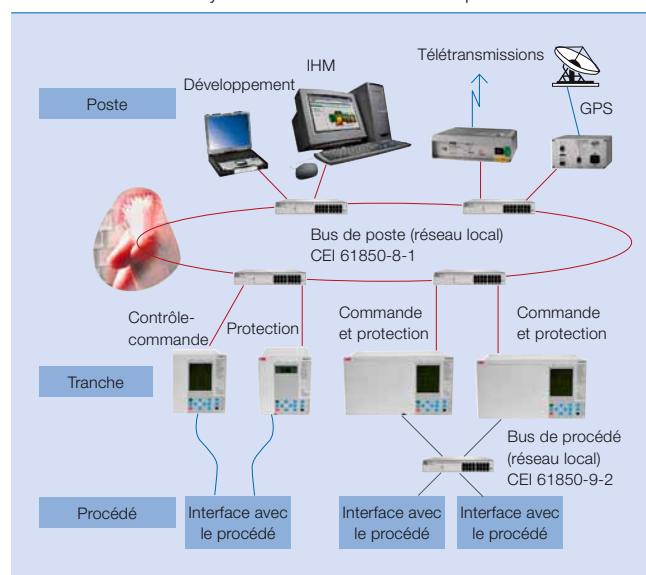 IHM
Télétransmissions
Développement
Poste
GPS
Bus de poste (réseau local)
CEI 61850-8-1
Contrôle-
commande
Protection
Commande
et protection
Commande
et protection
Tranche
Bus de procédé
(réseau local)
CEI 61850-9-2
Procédé
Interface avec
le procédé
Interface avec
le procédé
Interface avec
le procédé